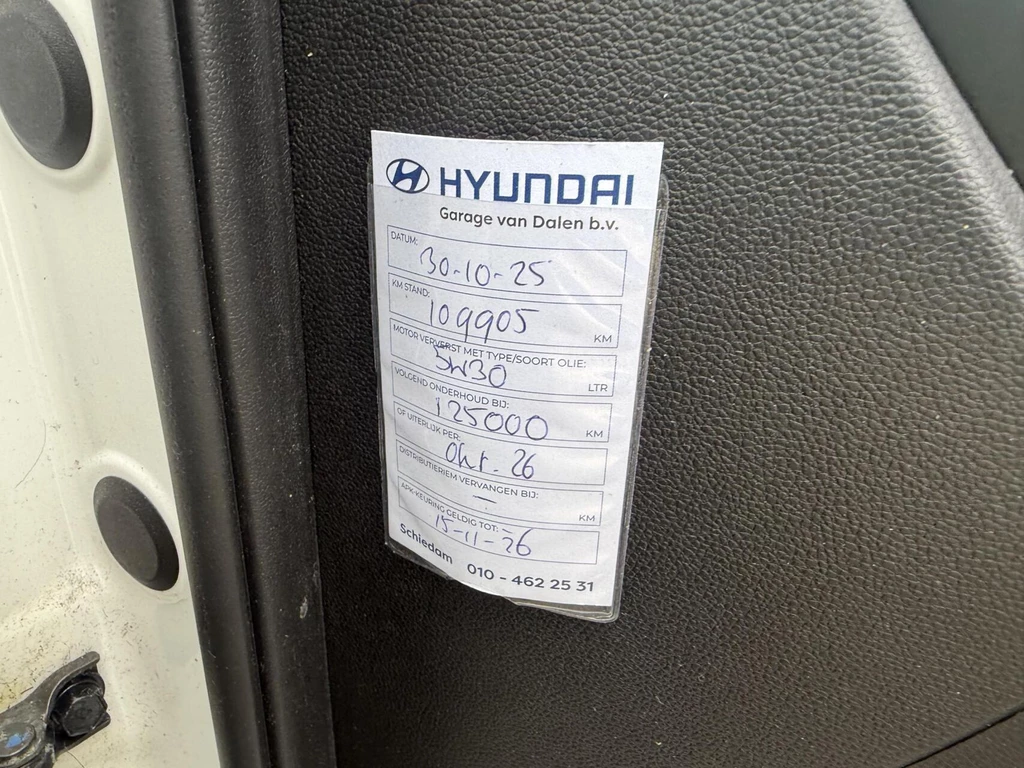 HYUNDAI
Garage van Dalen b.v.
DATUM:
30-10-25
KM STAND:
109905 KM
MOTOR VERVERST MET TYPE/SOORT OLIE:
5W30 LTR
VOLGEND ONDERHOUD BIJ:
125000 KM
OF UITERLIJK PER:
Okt. 26
DISTRIBUTIERIEM VERVANGEN BIJ:
— KM
APK-KEURING GELDIG TOT:
15-11-26
Schiedam 010 - 462 25 31